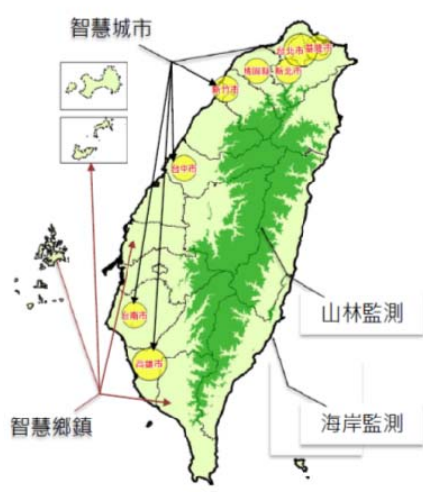 智慧城市
台北市
基隆市
桃園縣
新北市
新竹市
台中市
台南市
高雄市
山林監測
海岸監測
智慧鄉鎮